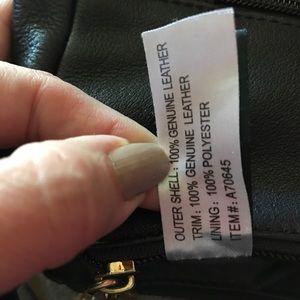 OUTER SHELL: 100% GENUINE LEATHER
TRIM: 100% GENUINE LEATHER
LINING: 100% POLYESTER
ITEM#: A70645